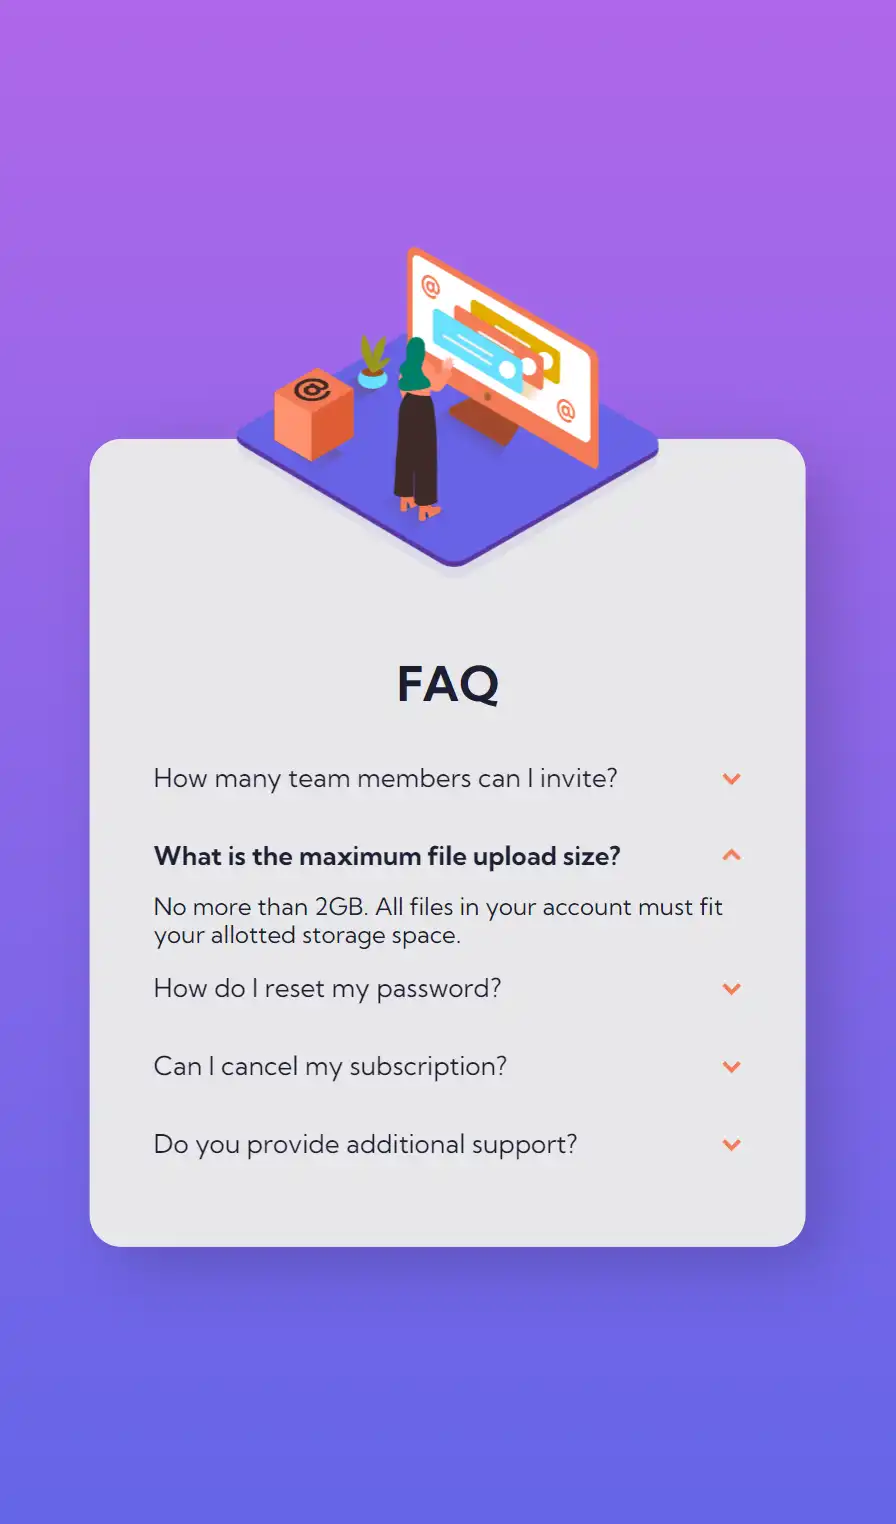 @
@
@
FAQ
How many team members can I invite?
What is the maximum file upload size?
No more than 2GB. All files in your account must fit
your allotted storage space.
How do I reset my password?
Can I cancel my subscription?
Do you provide additional support?